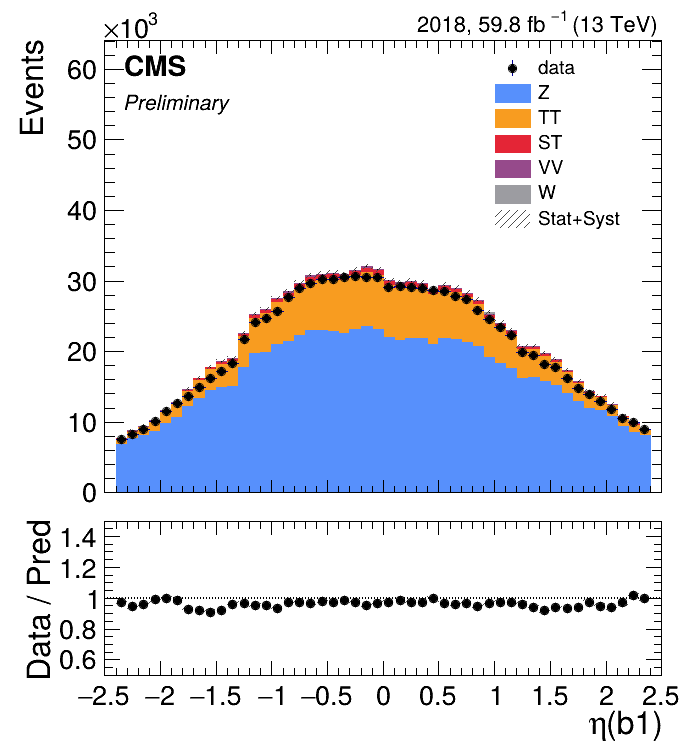 ×10³
2018, 59.8 fb⁻¹ (13 TeV)
Events
60
50
40
30
20
10
0
CMS
Preliminary
data
Z
TT
ST
VV
W
Stat+Syst
Data / Pred
1.4
1.2
1
0.8
0.6
−2.5 −2 −1.5 −1 −0.5 0 0.5 1 1.5 2 2.5
η(b1)